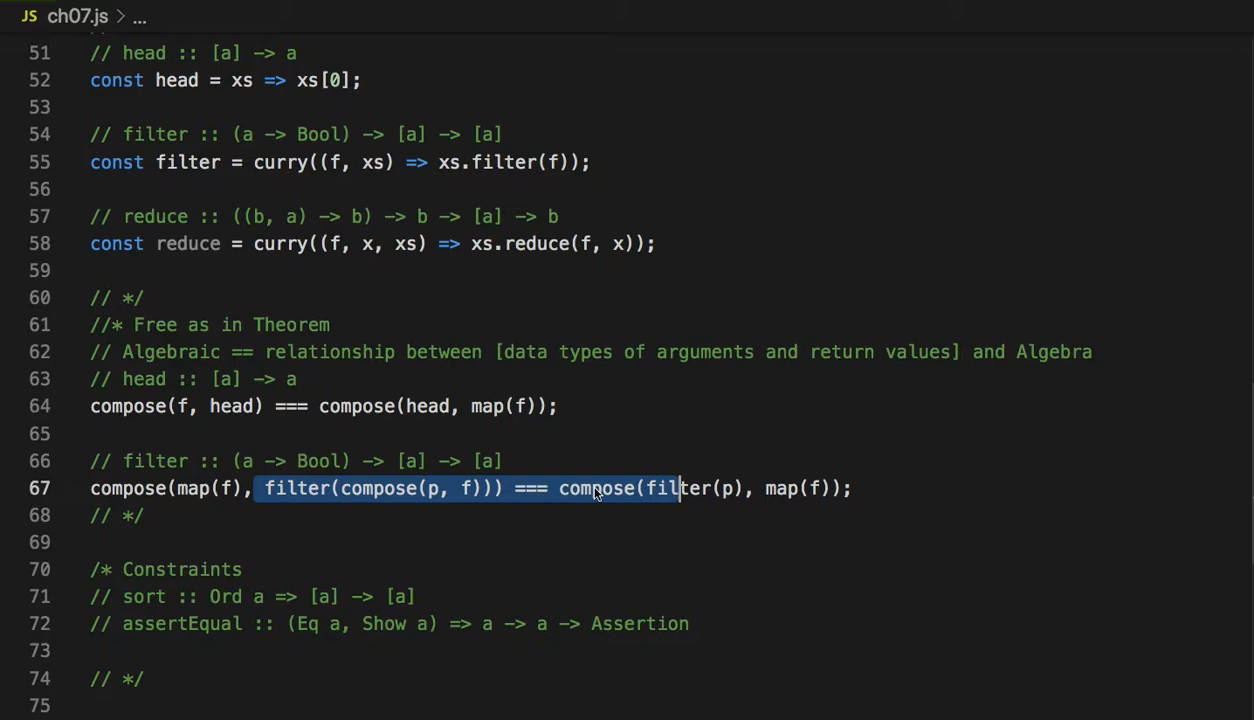 JS ch07.js > ...
51 // head :: [a] -> a
52 const head = xs => xs[0];
53
54 // filter :: (a -> Bool) -> [a] -> [a]
55 const filter = curry((f, xs) => xs.filter(f));
56
57 // reduce :: ((b, a) -> b) -> b -> [a] -> b
58 const reduce = curry((f, x, xs) => xs.reduce(f, x));
59
60 // */
61 //* Free as in Theorem
62 // Algebraic == relationship between [data types of arguments and return values] and Algebra
63 // head :: [a] -> a
64 compose(f, head) === compose(head, map(f));
65
66 // filter :: (a -> Bool) -> [a] -> [a]
67 compose(map(f), filter(compose(p, f))) === compose(filter(p), map(f));
68 // */
69
70 /* Constraints
71 // sort :: Ord a => [a] -> [a]
72 // assertEqual :: (Eq a, Show a) => a -> a -> Assertion
73
74 // */
75